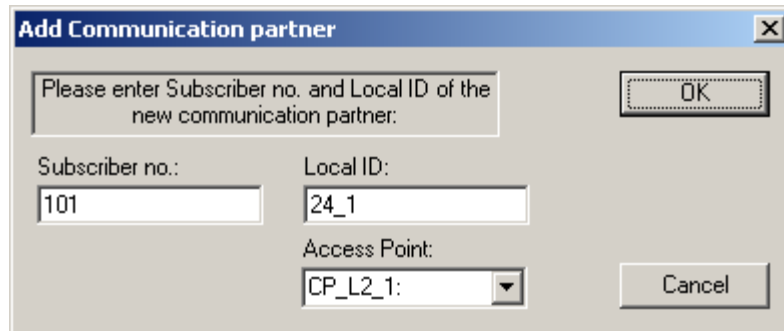 Add Communication partner
Please enter Subscriber no. and Local ID of the
new communication partner:
OK
Subscriber no.:
Local ID:
101
24_1
Access Point:
CP_L2_1:
Cancel